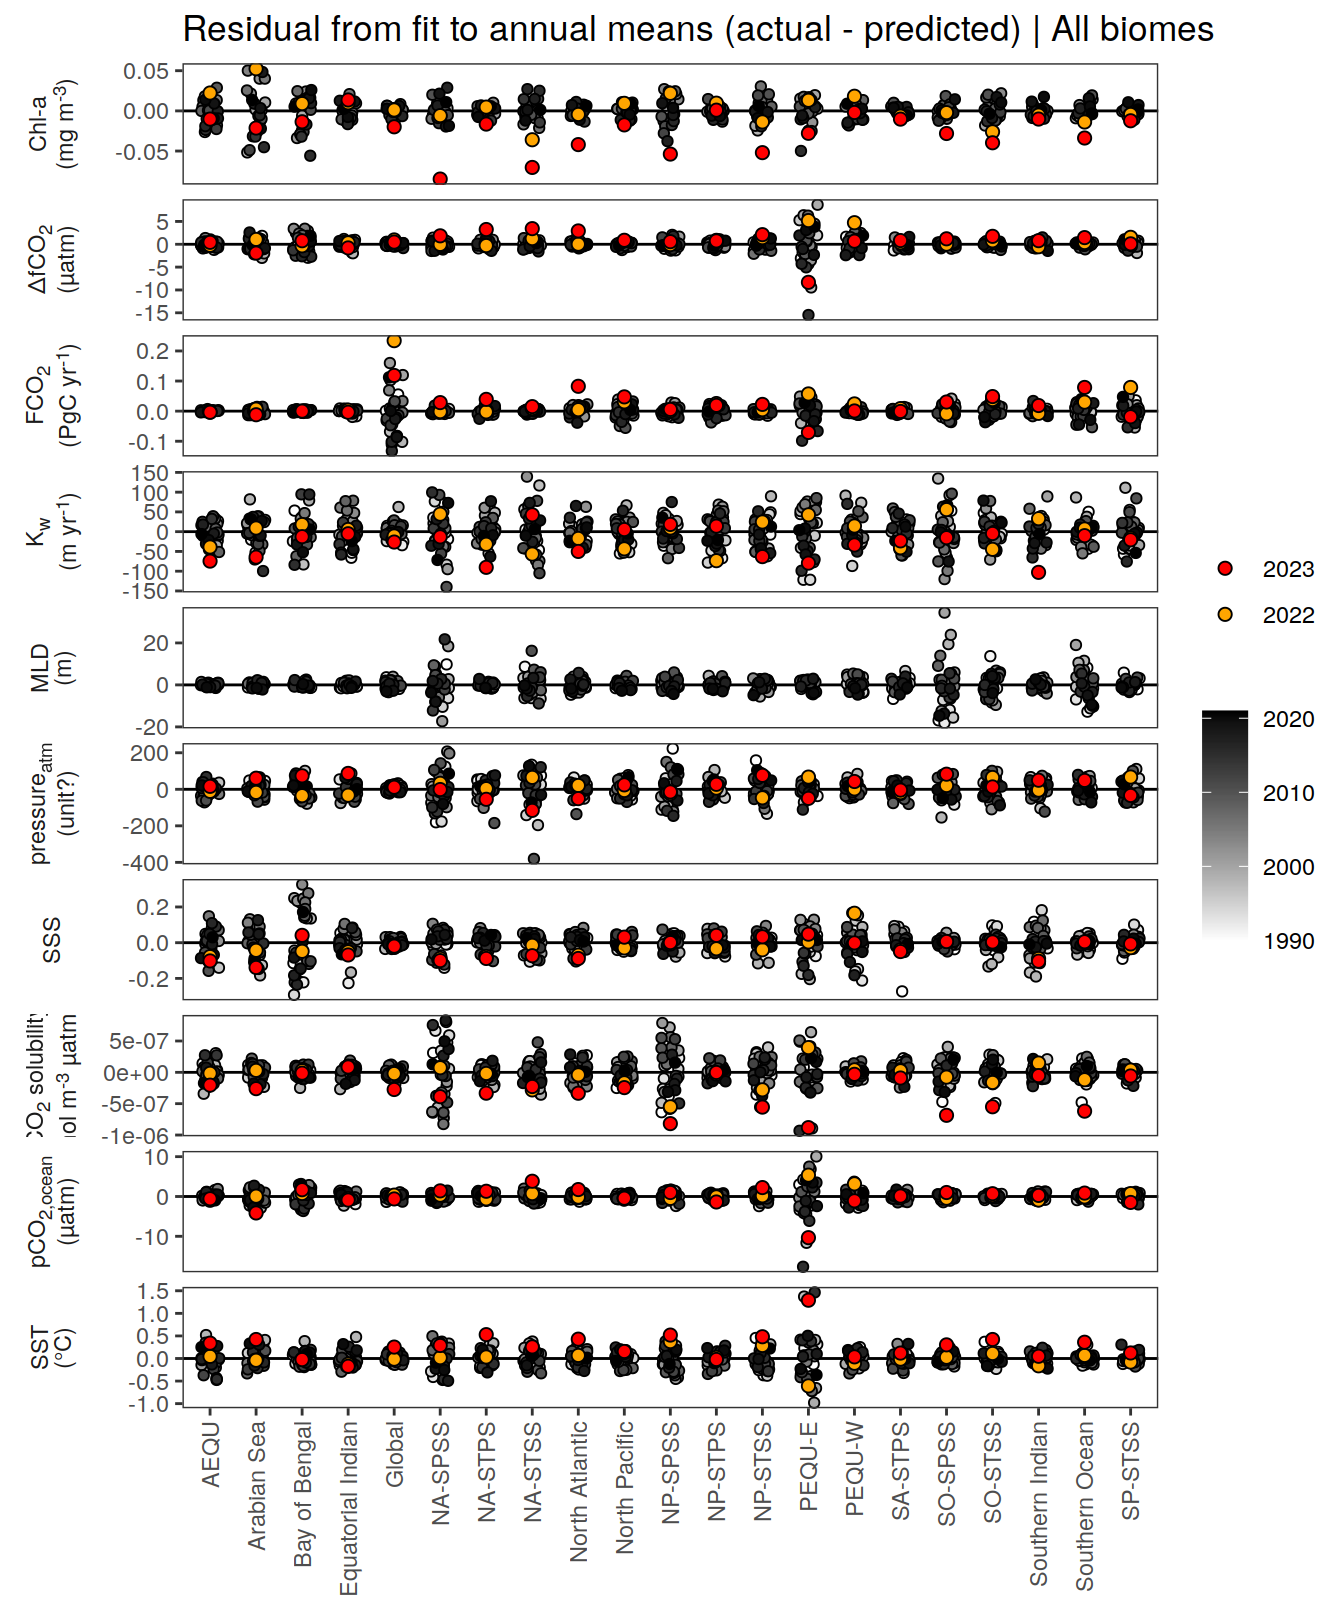 Residual from fit to annual means (actual - predicted) | All biomes
Chl-a
(mg m⁻³)
0.05
0.00
-0.05
ΔfCO₂
(µatm)
5
0
-5
-10
-15
FCO₂
(PgC yr⁻¹)
0.2
0.1
0.0
-0.1
K_w
(m yr⁻¹)
150
100
50
0
-50
-100
-150
MLD
(m)
20
0
-20
pressure_atm
(unit?)
200
0
-200
-400
SSS
0.2
0.0
-0.2
CO₂ solubility
ol m⁻³ µatm
5e-07
0e+00
-5e-07
-1e-06
pCO₂,ocean
(µatm)
10
0
-10
SST
(°C)
1.5
1.0
0.5
0.0
-0.5
-1.0
AEQU
Arabian Sea
Bay of Bengal
Equatorial Indian
Global
NA-SPSS
NA-STPS
NA-STSS
North Atlantic
North Pacific
NP-SPSS
NP-STPS
NP-STSS
PEQU-E
PEQU-W
SA-STPS
SO-SPSS
SO-STSS
Southern Indian
Southern Ocean
SP-STSS
2023
2022
2020
2010
2000
1990